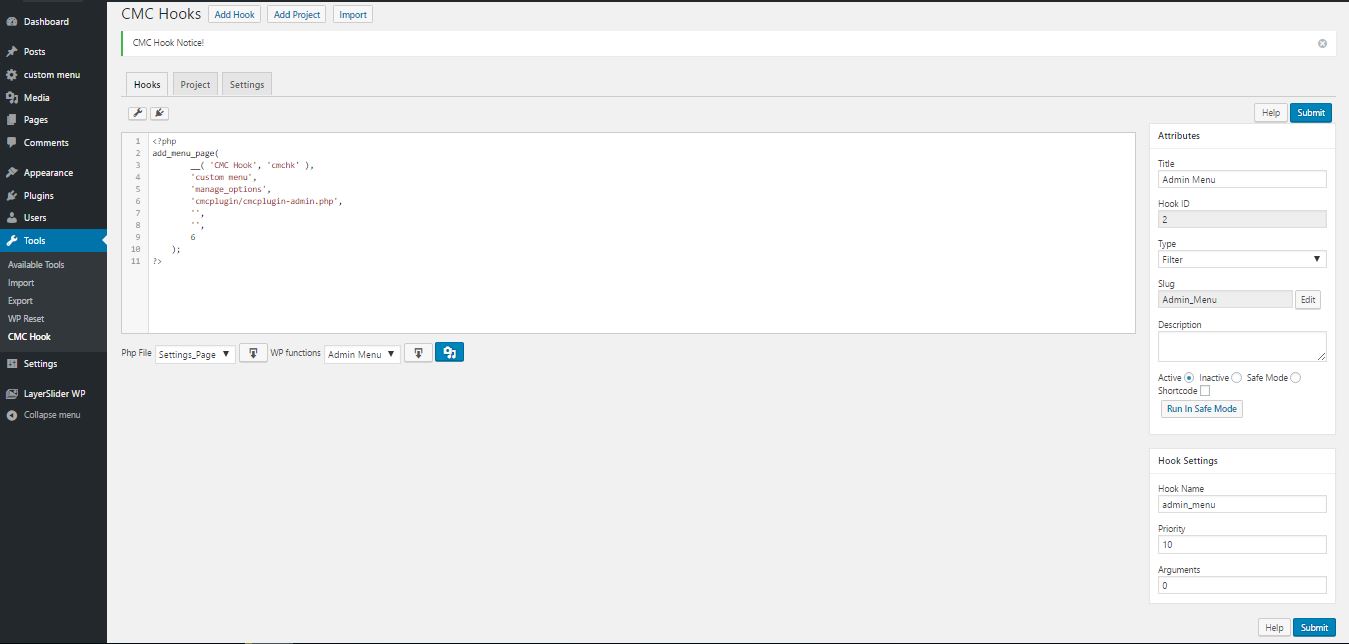 CMC Hooks Add Hook Add Project Import
CMC Hook Notice!
Dashboard
Posts
custom menu
Media
Pages
Comments
Appearance
Plugins
Users
Tools
Available Tools
Import
Export
WP Reset
CMC Hook
Settings
LayerSlider WP
Collapse menu
Hooks Project Settings
Help Submit
1 <?php
2 add_menu_page(
3 __( 'CMC Hook', 'cmchk' ),
4 'custom menu',
5 'manage_options',
6 'cmcplugin/cmcplugin-admin.php',
7 '',
8 '',
9 6
10 );
11 ?>
Php File Settings_Page WP functions Admin Menu
Attributes
Title
Admin Menu
Hook ID
2
Type
Filter
Slug
Admin_Menu Edit
Description
Active Inactive Safe Mode
Shortcode
Run In Safe Mode
Hook Settings
Hook Name
admin_menu
Priority
10
Arguments
0
Help Submit